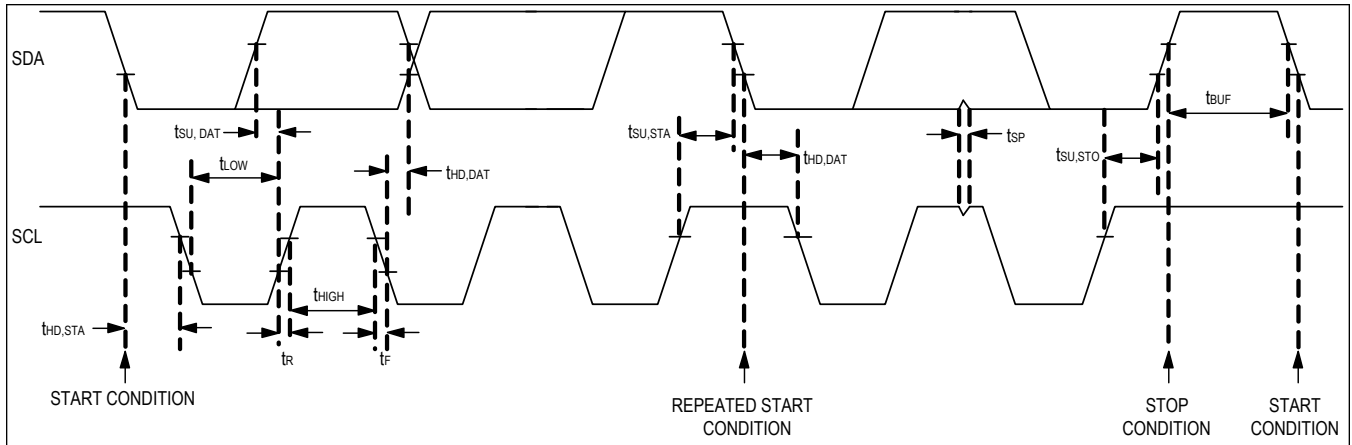 SDA
tSU, DAT
tLOW
tHD,DAT
tSU,STA
tHD,DAT
tSP
tSU,STO
tBUF
SCL
tHIGH
tHD,STA
tR
tF
START CONDITION
REPEATED START
CONDITION
STOP
CONDITION
START
CONDITION